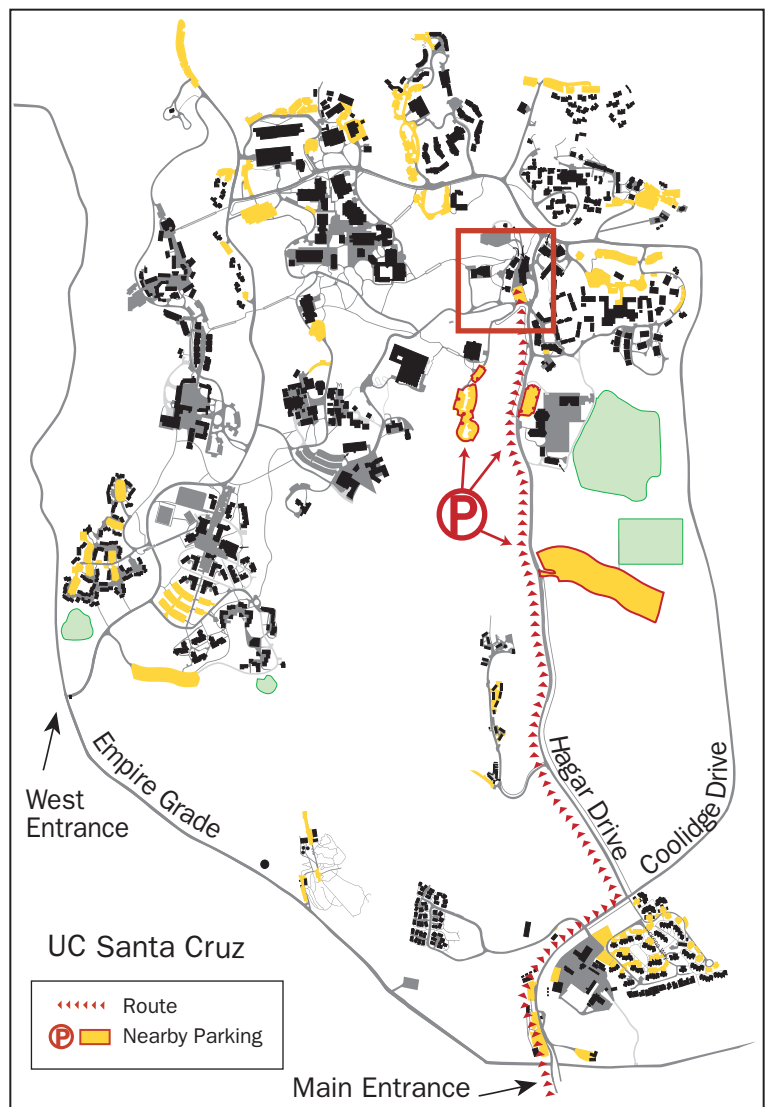 P
Hagar Drive
Coolidge Drive
West
Entrance
Empire Grade
UC Santa Cruz
Route
P Nearby Parking
Main Entrance